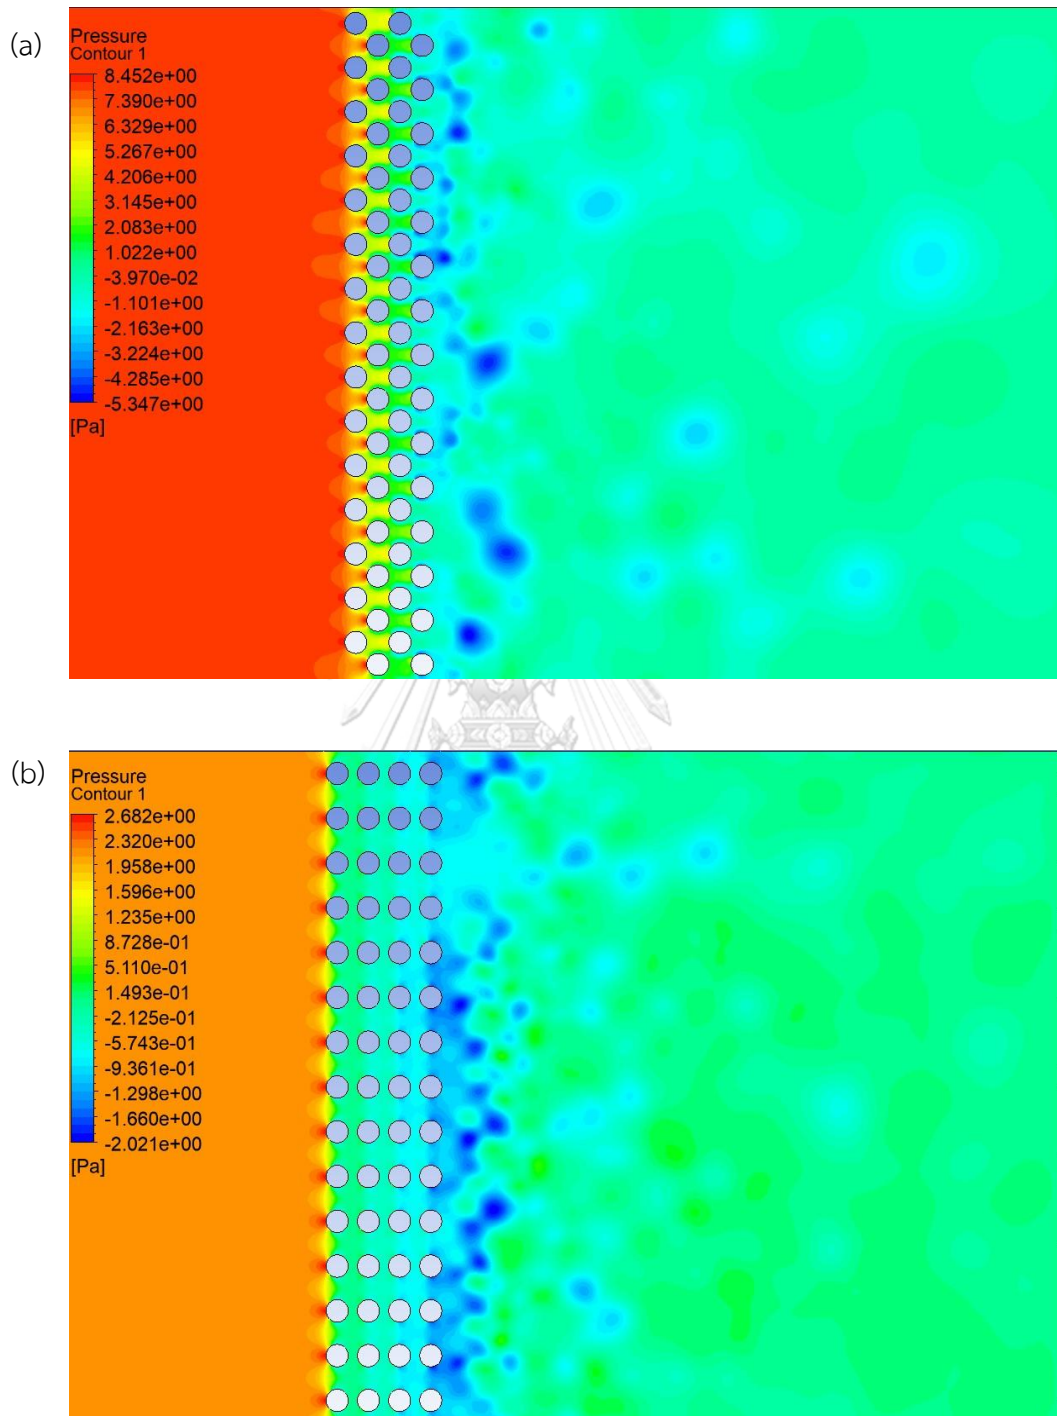 (a)
Pressure
Contour 1
8.452e+00
7.390e+00
6.329e+00
5.267e+00
4.206e+00
3.145e+00
2.083e+00
1.022e+00
-3.970e-02
-1.101e+00
-2.163e+00
-3.224e+00
-4.285e+00
-5.347e+00
[Pa]
(b)
Pressure
Contour 1
2.682e+00
2.320e+00
1.958e+00
1.596e+00
1.235e+00
8.728e-01
5.110e-01
1.493e-01
-2.125e-01
-5.743e-01
-9.361e-01
-1.298e+00
-1.660e+00
-2.021e+00
[Pa]